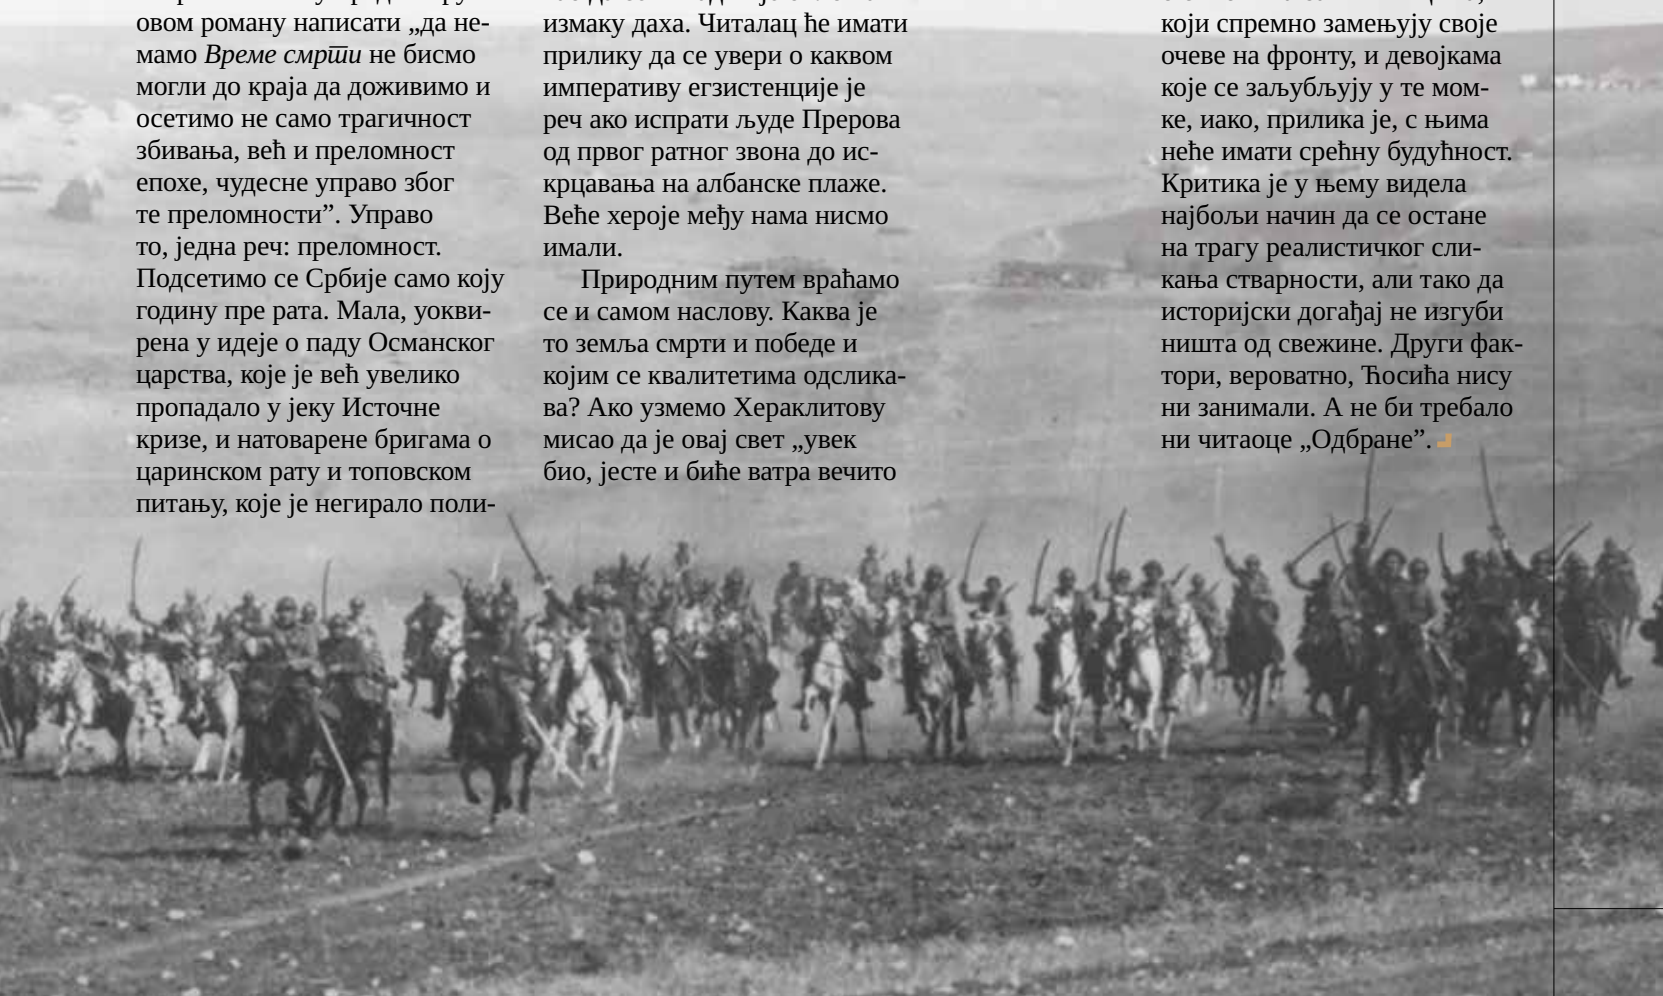 овом роману написати „да не-
мамо Време смрти не бисмо
могли до краја да доживимо и
осетимо не само трагичност
збивања, већ и преломност
епохе, чудесне управо због
те преломности”. Управо
то, једна реч: преломност.
Подсетимо се Србије само коју
годину пре рата. Мала, уокви-
рена у идеје о паду Османског
царства, које је већ увелико
пропадало у јеку Источне
кризе, и натоварене бригама о
царинском рату и топовском
питању, које је негирало поли-
измаку даха. Читалац ће имати
прилику да се увери о каквом
императиву егзистенције је
реч ако испрати људе Прерова
од првог ратног звона до ис-
крцавања на албанске плаже.
Веће хероје међу нама нисмо
имали.
Природним путем враћамо
се и самом наслову. Каква је
то земља смрти и победе и
којим се квалитетима одслика-
ва? Ако узмемо Хераклитову
мисао да је овај свет „увек
био, јесте и биће ватра вечито
који спремно замењују своје
очеве на фронту, и девојкама
које се заљубљују у те мом-
ке, иако, прилика је, с њима
неће имати срећну будућност.
Критика је у њему видела
најбољи начин да се остане
на трагу реалистичког сли-
кања стварности, али тако да
историјски догађај не изгуби
ништа од свежине. Други фак-
тори, вероватно, Ћосића нису
ни занимали. А не би требало
ни читаоце „Одбране”.